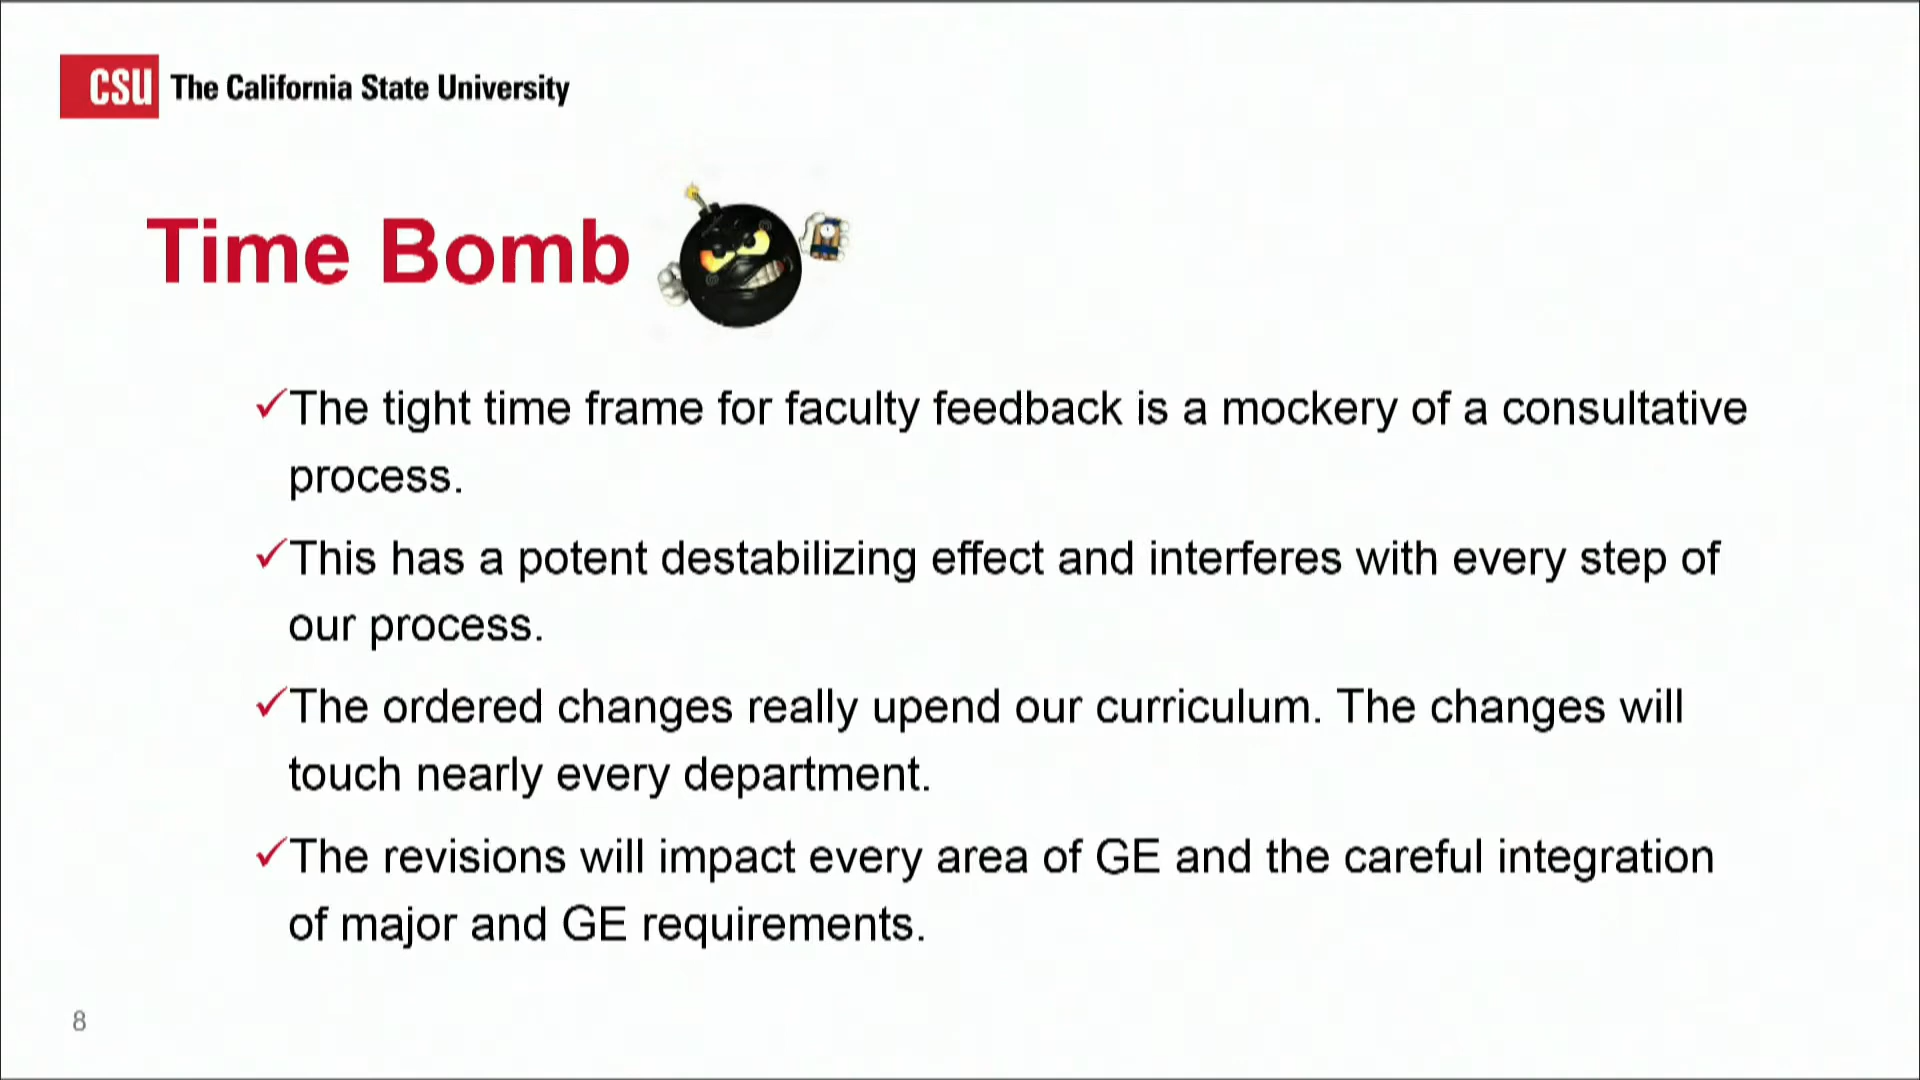 CSU The California State University
Time Bomb
✓The tight time frame for faculty feedback is a mockery of a consultative
process.
✓This has a potent destabilizing effect and interferes with every step of
our process.
✓The ordered changes really upend our curriculum. The changes will
touch nearly every department.
✓The revisions will impact every area of GE and the careful integration
of major and GE requirements.
8